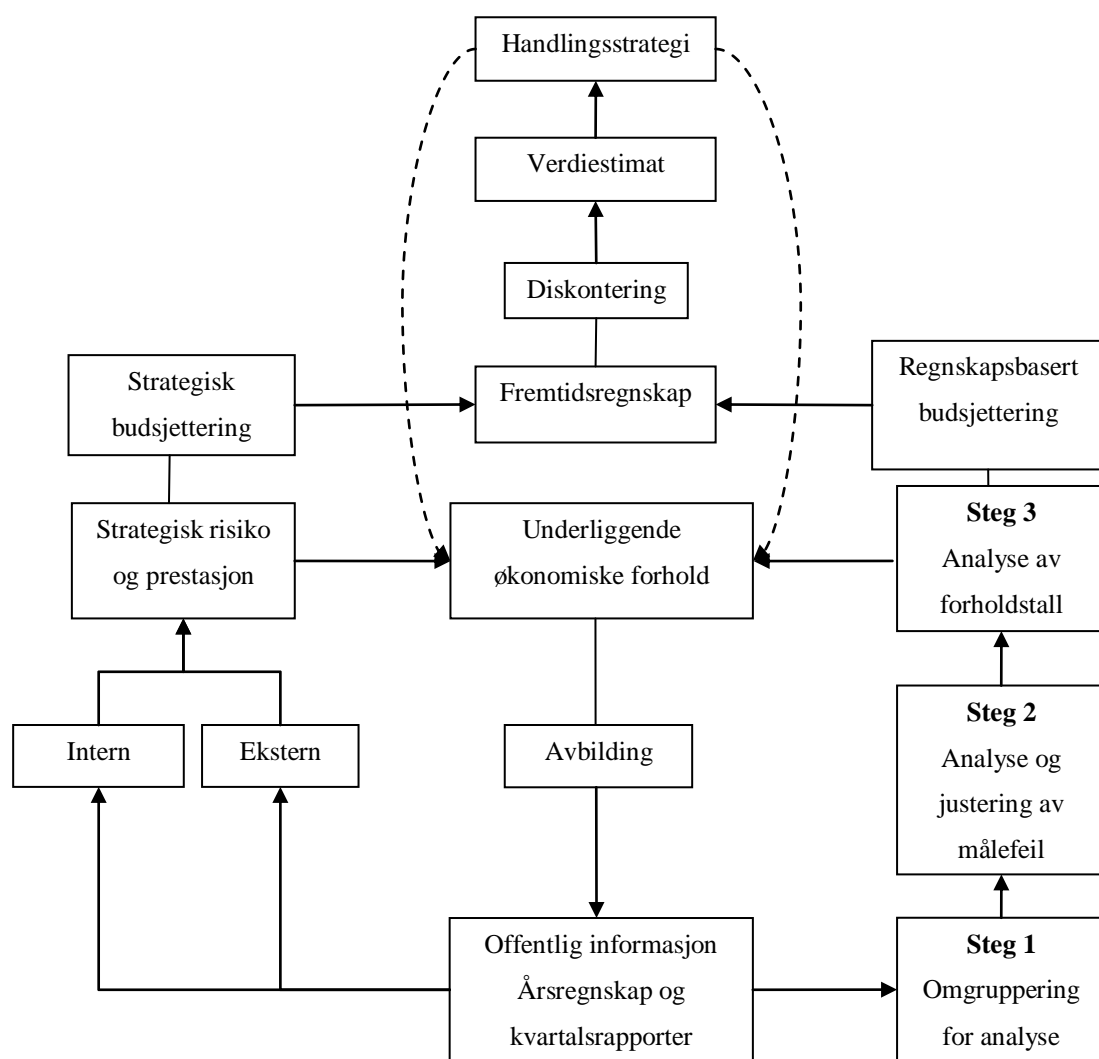 Handlingsstrategi
Verdiestimat
Diskontering
Strategisk
budsjettering
Fremtidsregnskap
Regnskapsbasert
budsjettering
Strategisk risiko
og prestasjon
Underliggende
økonomiske forhold
Steg 3
Analyse av
forholdstall
Intern
Ekstern
Avbilding
Steg 2
Analyse og
justering av
målefeil
Offentlig informasjon
Årsregnskap og
kvartalsrapporter
Steg 1
Omgruppering
for analyse